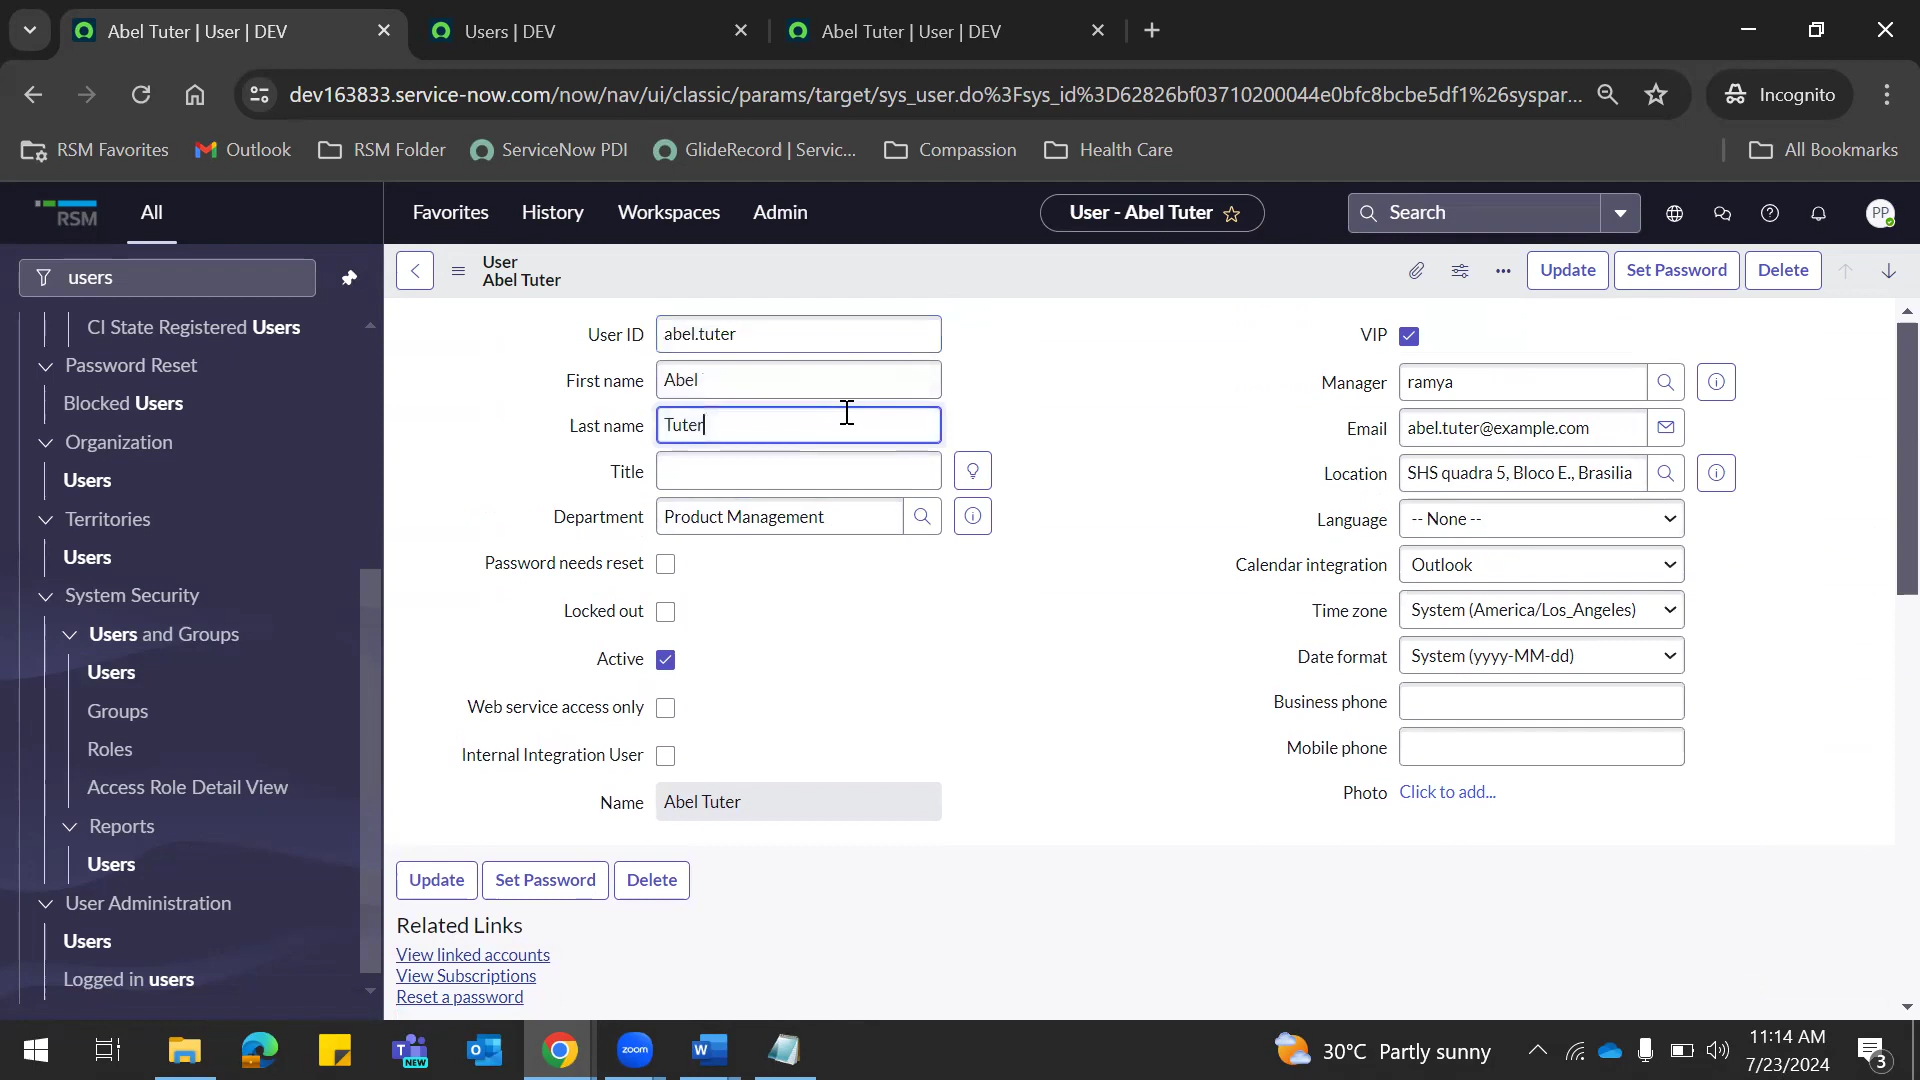 Abel Tuter | User | DEV
Users | DEV
Abel Tuter | User | DEV
dev163833.service-now.com/now/nav/ui/classic/params/target/sys_user.do%3Fsys_id%3D62826bf03710200044e0bfc8bcbe5df1%26syspar...
Incognito
RSM Favorites
Outlook
RSM Folder
ServiceNow PDI
GlideRecord | Servic...
Compassion
Health Care
All Bookmarks
RSM
All
Favorites
History
Workspaces
Admin
User - Abel Tuter
Search
PP
users
User
Abel Tuter
Update
Set Password
Delete
CI State Registered Users
Password Reset
Blocked Users
Organization
Users
Territories
Users
System Security
Users and Groups
Users
Groups
Roles
Access Role Detail View
Reports
Users
User Administration
Users
Logged in users
User ID abel.tuter
First name Abel
Last name Tuter
Title
Department Product Management
Password needs reset
Locked out
Active
Web service access only
Internal Integration User
Name Abel Tuter
VIP
Manager ramya
Email abel.tuter@example.com
Location SHS quadra 5, Bloco E., Brasilia
Language -- None --
Calendar integration Outlook
Time zone System (America/Los_Angeles)
Date format System (yyyy-MM-dd)
Business phone
Mobile phone
Photo Click to add...
Update
Set Password
Delete
Related Links
View linked accounts
View Subscriptions
Reset a password
NEW
zoom
30°C Partly sunny
11:14 AM
7/23/2024
3